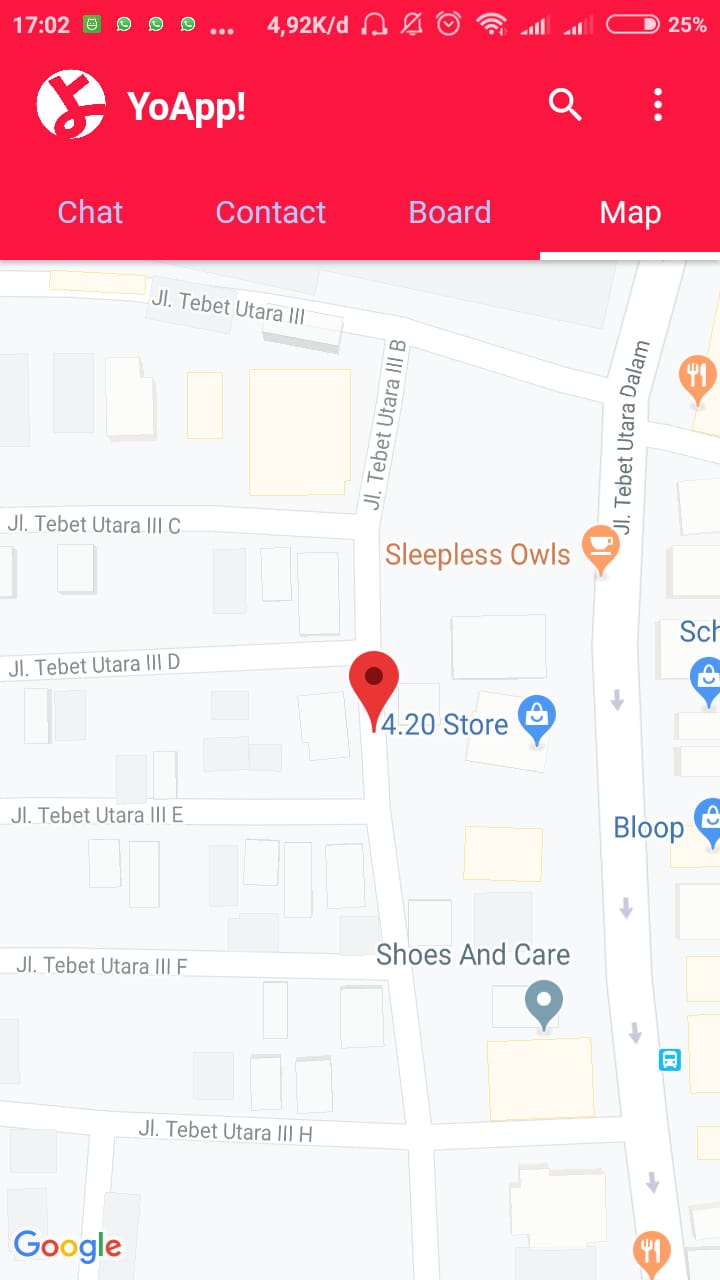 17:02 ... 4,92K/d 25%
YoApp!
Chat Contact Board Map
Jl. Tebet Utara III
Jl. Tebet Utara III B
Jl. Tebet Utara Dalam
Jl. Tebet Utara III C
Sleepless Owls
Sch
Jl. Tebet Utara III D
4.20 Store
Jl. Tebet Utara III E
Bloop
Shoes And Care
Jl. Tebet Utara III F
Jl. Tebet Utara III H
Google